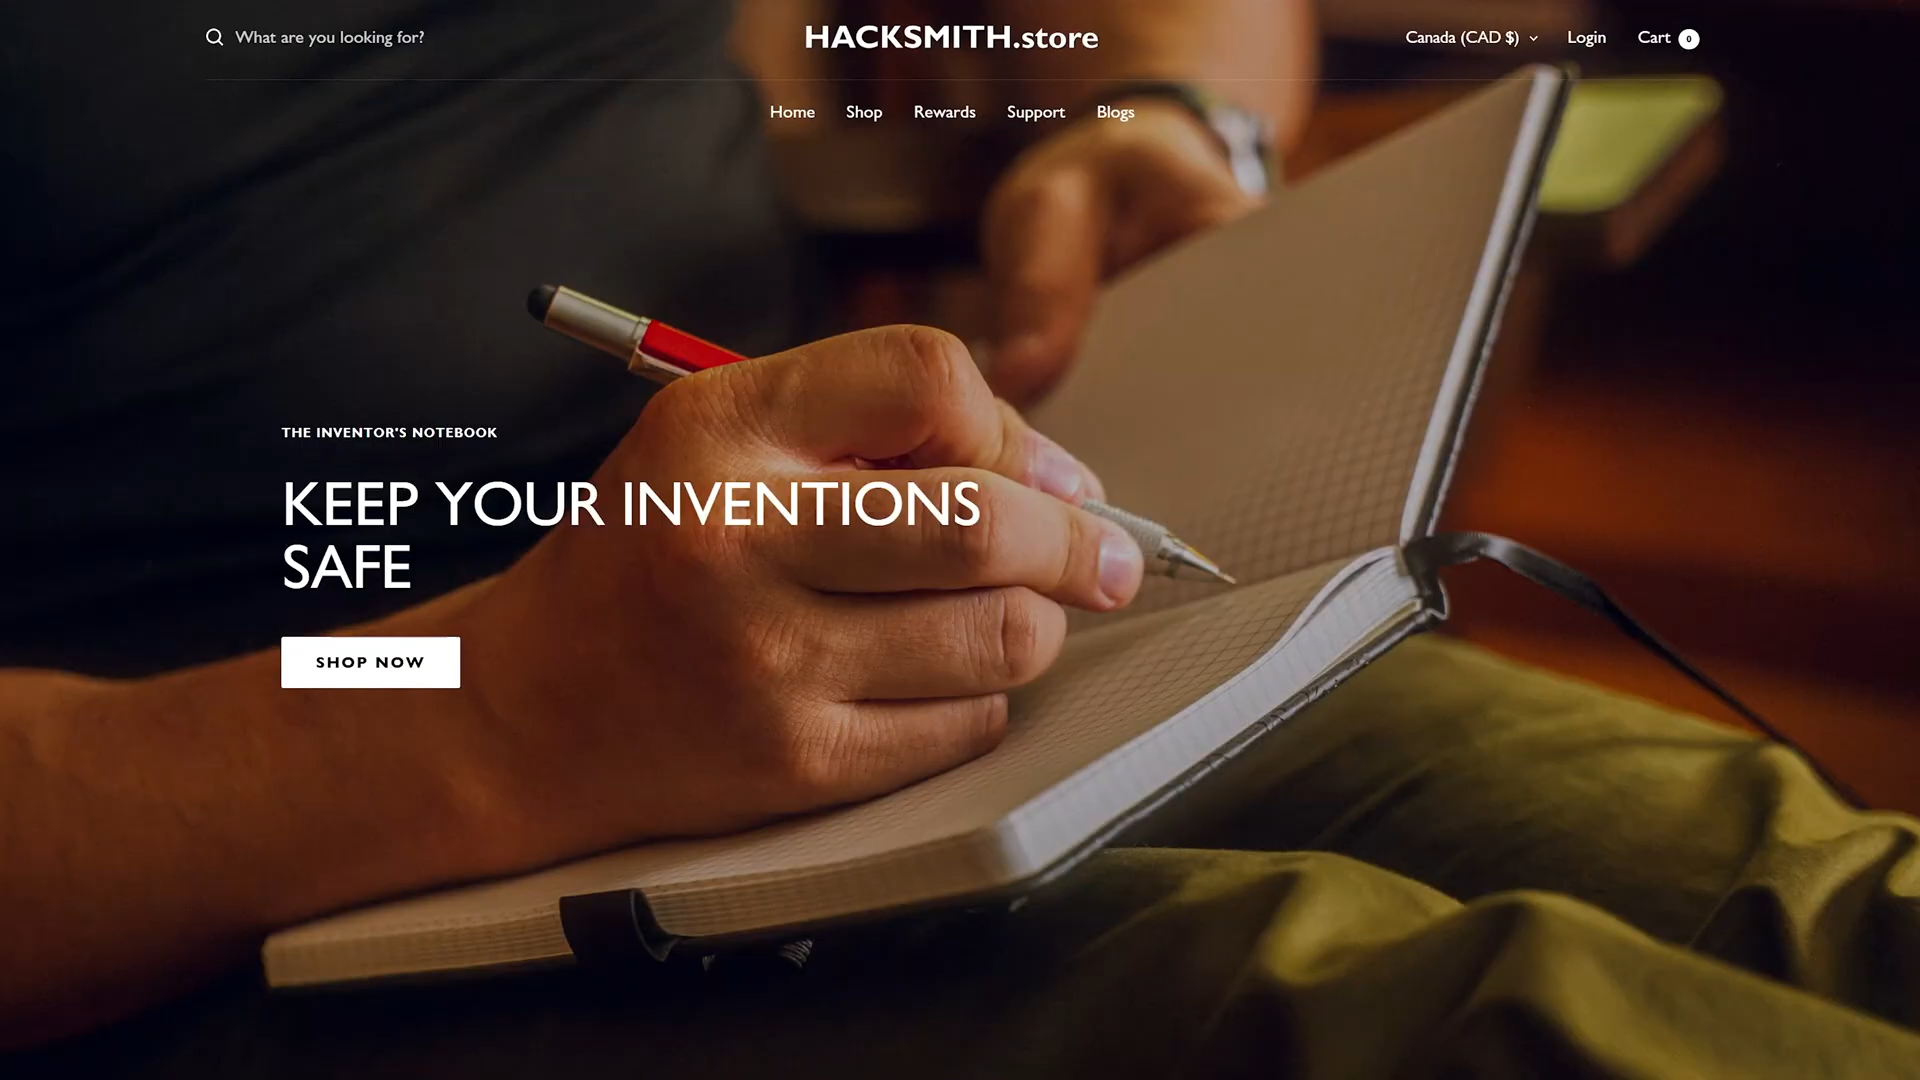 What are you looking for?
HACKSMITH.store
Canada (CAD $)
Login
Cart 0
Home
Shop
Rewards
Support
Blogs
THE INVENTOR'S NOTEBOOK
KEEP YOUR INVENTIONS
SAFE
SHOP NOW